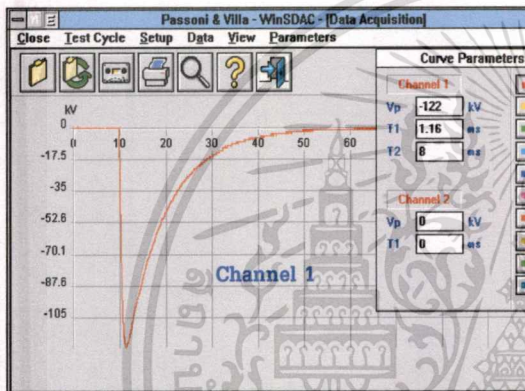 Passoni & Villa - WinSDAC - [Data Acquisition]
Close Test Cycle Setup Data View Parameters
Curve Parameters
kV
0
-17.5
-35
-52.6
-70.1
-87.6
-105
0 10 20 30 40 50 60
Channel 1
Channel 1
Vp -122 kV
T1 1.16 ms
T2 8 ms
Channel 2
Vp 0 kV
T1 0 ms